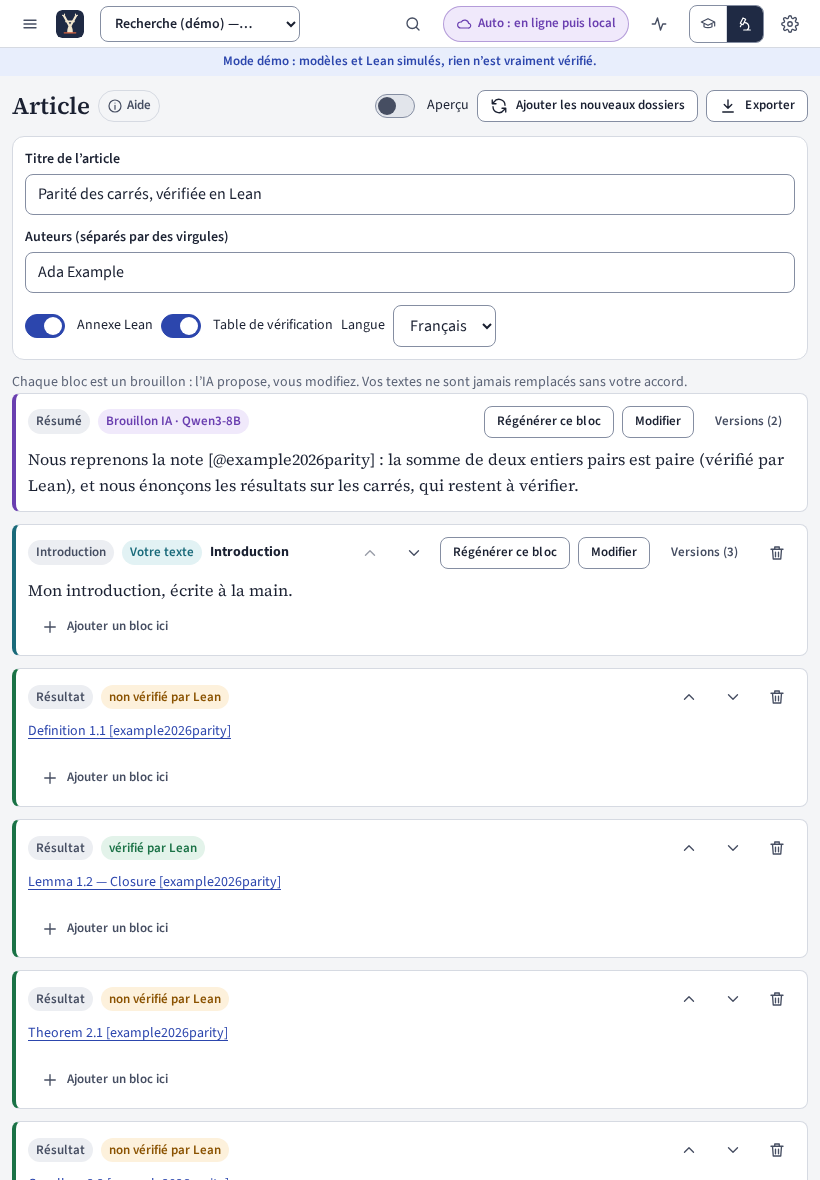 Recherche (démo) —...
Auto : en ligne puis local
Mode démo : modèles et Lean simulés, rien n’est vraiment vérifié.
Article
Aide
Aperçu
Ajouter les nouveaux dossiers
Exporter
Titre de l’article
Parité des carrés, vérifiée en Lean
Auteurs (séparés par des virgules)
Ada Example
Annexe Lean
Table de vérification
Langue
Français
Chaque bloc est un brouillon : l’IA propose, vous modifiez. Vos textes ne sont jamais remplacés sans votre accord.
Résumé
Brouillon IA · Qwen3-8B
Régénérer ce bloc
Modifier
Versions (2)
Nous reprenons la note [@example2026parity] : la somme de deux entiers pairs est paire (vérifié par
Lean), et nous énonçons les résultats sur les carrés, qui restent à vérifier.
Introduction
Votre texte
Introduction
Régénérer ce bloc
Modifier
Versions (3)
Mon introduction, écrite à la main.
Ajouter un bloc ici
Résultat
non vérifié par Lean
Definition 1.1 [example2026parity]
Ajouter un bloc ici
Résultat
vérifié par Lean
Lemma 1.2 — Closure [example2026parity]
Ajouter un bloc ici
Résultat
non vérifié par Lean
Theorem 2.1 [example2026parity]
Ajouter un bloc ici
Résultat
non vérifié par Lean